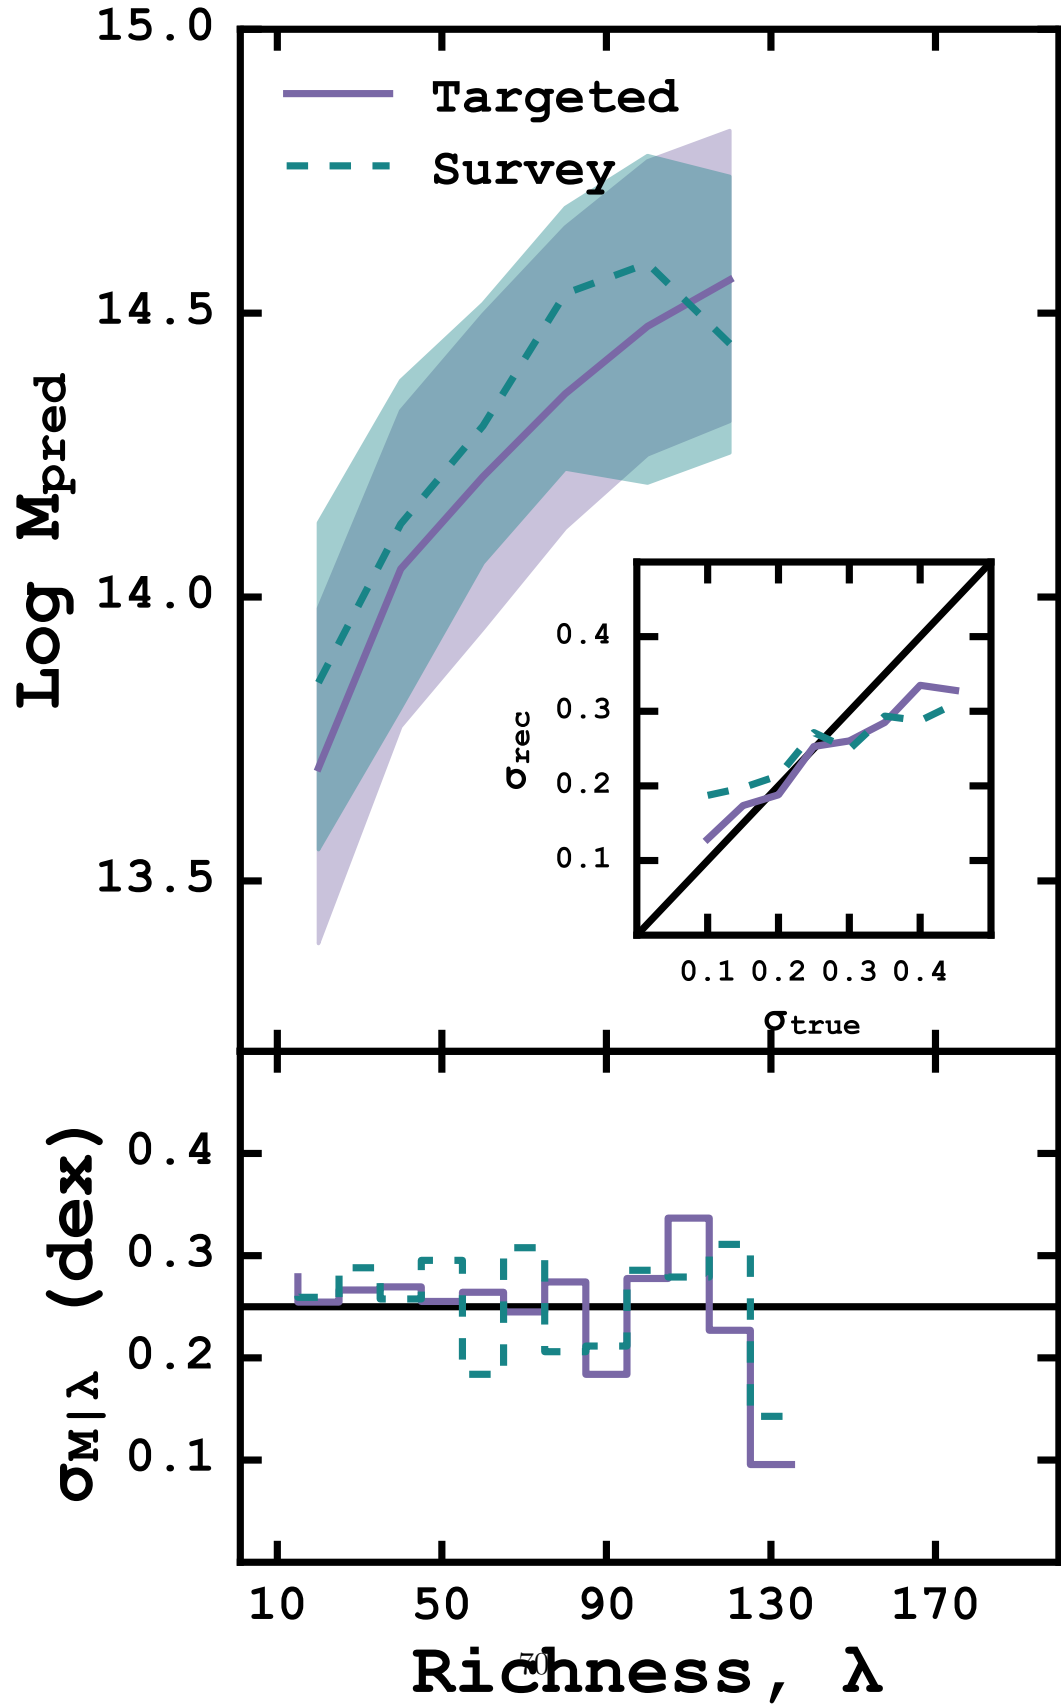 15.0
Targeted
Survey
14.5
14.0
13.5
Log Mpred
0.4
0.3
0.2
0.1
σrec
0.1 0.2 0.3 0.4
σtrue
0.4
0.3
0.2
0.1
σM|λ (dex)
10 50 90 130 170
Richness, λ
70